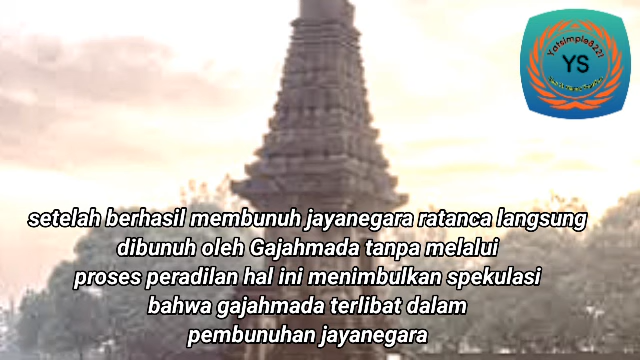 Yatsimple8221
YS
setelah berhasil membunuh jayanegara ratanca langsung
dibunuh oleh Gajahmada tanpa melalui
proses peradilan hal ini menimbulkan spekulasi
bahwa gajahmada terlibat dalam
pembunuhan jayanegara